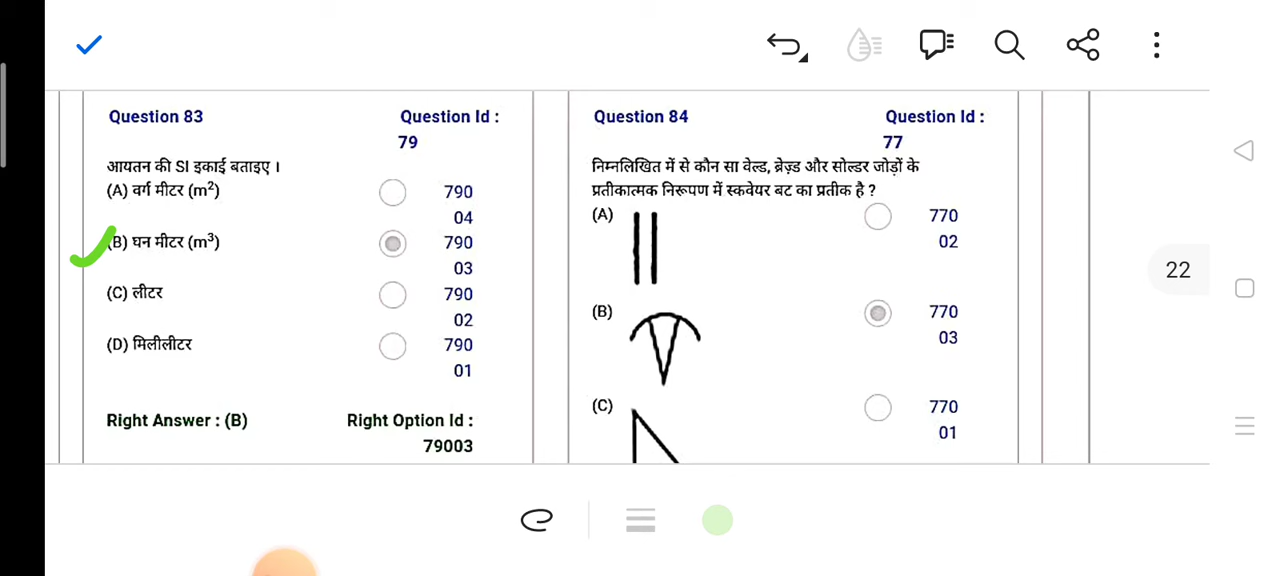 Question 83
Question Id :
79
आयतन की SI इकाई बताइए ।
(A) वर्ग मीटर (m²)
790
04
(B) घन मीटर (m³)
790
03
(C) लीटर
790
02
(D) मिलीलीटर
790
01
Right Answer : (B)
Right Option Id :
79003
Question 84
Question Id :
77
निम्नलिखित में से कौन सा वेल्ड, ब्रेज़्ड और सोल्डर जोड़ों के
प्रतीकात्मक निरूपण में स्कवेयर बट का प्रतीक है ?
(A)
770
02
(B)
770
03
(C)
770
01
22